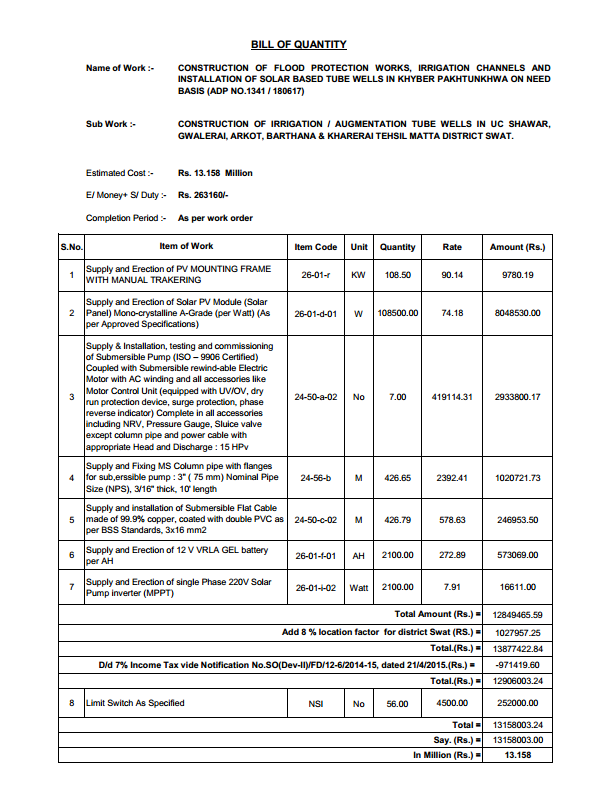 BILL OF QUANTITY
Name of Work :- CONSTRUCTION OF FLOOD PROTECTION WORKS, IRRIGATION CHANNELS AND
INSTALLATION OF SOLAR BASED TUBE WELLS IN KHYBER PAKHTUNKHWA ON NEED
BASIS (ADP NO.1341 / 180617)
Sub Work :- CONSTRUCTION OF IRRIGATION / AUGMENTATION TUBE WELLS IN UC SHAWAR,
GWALERAI, ARKOT, BARTHANA & KHARERAI TEHSIL MATTA DISTRICT SWAT.
Estimated Cost :- Rs. 13.158 Million
E/ Money+ S/ Duty :- Rs. 263160/-
Completion Period :- As per work order
S.No. Item of Work Item Code Unit Quantity Rate Amount (Rs.)
1 Supply and Erection of PV MOUNTING FRAME
WITH MANUAL TRAKERING 26-01-r KW 108.50 90.14 9780.19
2 Supply and Erection of Solar PV Module (Solar
Panel) Mono-crystalline A-Grade (per Watt) (As
per Approved Specifications) 26-01-d-01 W 108500.00 74.18 8048530.00
3 Supply & Installation, testing and commissioning
of Submersible Pump (ISO – 9906 Certified)
Coupled with Submersible rewind-able Electric
Motor with AC winding and all accessories like
Motor Control Unit (equipped with UV/OV, dry
run protection device, surge protection, phase
reverse indicator) Complete in all accessories
including NRV, Pressure Gauge, Sluice valve
except column pipe and power cable with
appropriate Head and Discharge : 15 HPv 24-50-a-02 No 7.00 419114.31 2933800.17
4 Supply and Fixing MS Column pipe with flanges
for sub,erssible pump : 3" ( 75 mm) Nominal Pipe
Size (NPS), 3/16" thick, 10' length 24-56-b M 426.65 2392.41 1020721.73
5 Supply and installation of Submersible Flat Cable
made of 99.9% copper, coated with double PVC as
per BSS Standards, 3x16 mm2 24-50-c-02 M 426.79 578.63 246953.50
6 Supply and Erection of 12 V VRLA GEL battery
per AH 26-01-f-01 AH 2100.00 272.89 573069.00
7 Supply and Erection of single Phase 220V Solar
Pump inverter (MPPT) 26-01-i-02 Watt 2100.00 7.91 16611.00
Total Amount (Rs.) = 12849465.59
Add 8 % location factor for district Swat (RS.) = 1027957.25
Total.(Rs.) = 13877422.84
D/d 7% Income Tax vide Notification No.SO(Dev-II)/FD/12-6/2014-15, dated 21/4/2015.(Rs.) = -971419.60
Total.(Rs.) = 12906003.24
8 Limit Switch As Specified NSI No 56.00 4500.00 252000.00
Total = 13158003.24
Say. (Rs.) = 13158003.00
In Million (Rs.) = 13.158